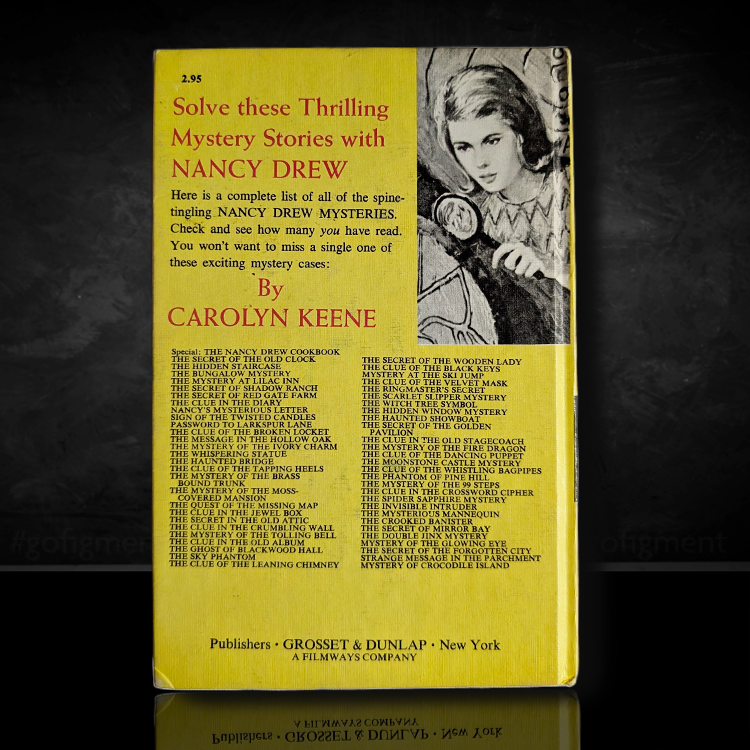 2.95
Solve these Thrilling
Mystery Stories with
NANCY DREW
Here is a complete list of all of the spine-
tingling NANCY DREW MYSTERIES.
Check and see how many you have read.
You won't want to miss a single one of
these exciting mystery cases:
By
CAROLYN KEENE
Special: THE NANCY DREW COOKBOOK
THE SECRET OF THE OLD CLOCK
THE HIDDEN STAIRCASE
THE BUNGALOW MYSTERY
THE MYSTERY AT LILAC INN
THE SECRET OF SHADOW RANCH
THE SECRET OF RED GATE FARM
THE CLUE IN THE DIARY
NANCY'S MYSTERIOUS LETTER
SIGN OF THE TWISTED CANDLES
PASSWORD TO LARKSPUR LANE
THE CLUE OF THE BROKEN LOCKET
THE MESSAGE IN THE HOLLOW OAK
THE MYSTERY OF THE IVORY CHARM
THE WHISPERING STATUE
THE HAUNTED BRIDGE
THE CLUE OF THE TAPPING HEELS
THE MYSTERY OF THE BRASS
BOUND TRUNK
THE MYSTERY OF THE MOSS-
COVERED MANSION
THE QUEST OF THE MISSING MAP
THE CLUE IN THE JEWEL BOX
THE SECRET IN THE OLD ATTIC
THE CLUE IN THE CRUMBLING WALL
THE MYSTERY OF THE TOLLING BELL
THE CLUE IN THE OLD ALBUM
THE GHOST OF BLACKWOOD HALL
THE SKY PHANTOM
THE CLUE OF THE LEANING CHIMNEY
THE SECRET OF THE WOODEN LADY
THE CLUE OF THE BLACK KEYS
MYSTERY AT THE SKI JUMP
THE CLUE OF THE VELVET MASK
THE RINGMASTER'S SECRET
THE SCARLET SLIPPER MYSTERY
THE WITCH TREE SYMBOL
THE HIDDEN WINDOW MYSTERY
THE HAUNTED SHOWBOAT
THE SECRET OF THE GOLDEN
PAVILION
THE CLUE IN THE OLD STAGECOACH
THE MYSTERY OF THE FIRE DRAGON
THE CLUE OF THE DANCING PUPPET
THE MOONSTONE CASTLE MYSTERY
THE CLUE OF THE WHISTLING BAGPIPES
THE PHANTOM OF PINE HILL
THE MYSTERY OF THE 99 STEPS
THE CLUE IN THE CROSSWORD CIPHER
THE SPIDER SAPPHIRE MYSTERY
THE INVISIBLE INTRUDER
THE MYSTERIOUS MANNEQUIN
THE CROOKED BANISTER
THE SECRET OF MIRROR BAY
THE DOUBLE JINX MYSTERY
MYSTERY OF THE GLOWING EYE
THE SECRET OF THE FORGOTTEN CITY
STRANGE MESSAGE IN THE PARCHMENT
MYSTERY OF CROCODILE ISLAND
Publishers • GROSSET & DUNLAP • New York
A FILMWAYS COMPANY
#gofigment
gofigment